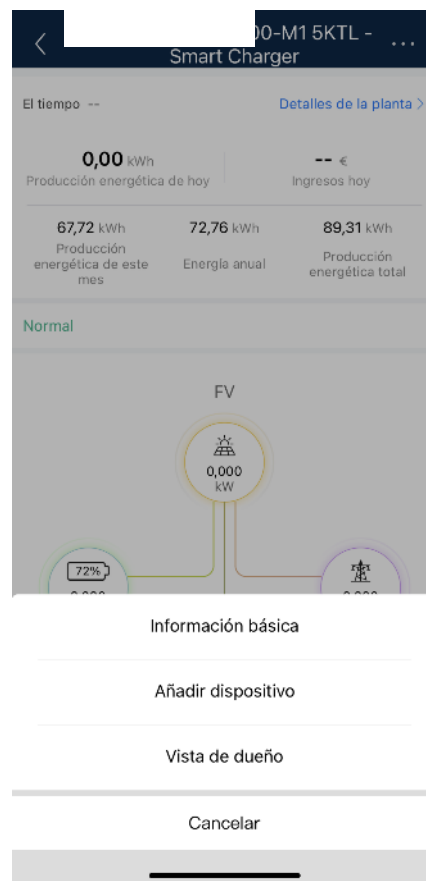 00-M1 5KTL -
Smart Charger
El tiempo --
Detalles de la planta >
0,00 kWh
-- €
Producción energética de hoy
Ingresos hoy
67,72 kWh
72,76 kWh
89,31 kWh
Producción
energética de este
mes
Energía anual
Producción
energética total
Normal
FV
0,000
kW
72%
Información básica
Añadir dispositivo
Vista de dueño
Cancelar